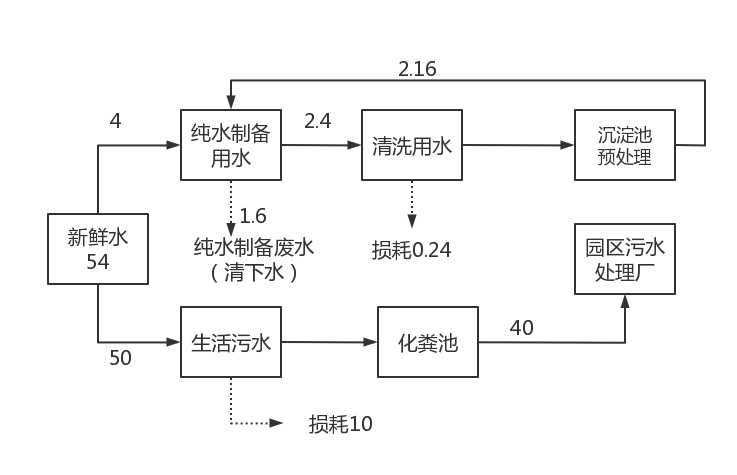 2.16
4
纯水制备
用水
2.4
清洗用水
沉淀池
预处理
1.6
纯水制备废水
（清下水）
损耗0.24
新鲜水
54
园区污水
处理厂
50
生活污水
化粪池
40
损耗10